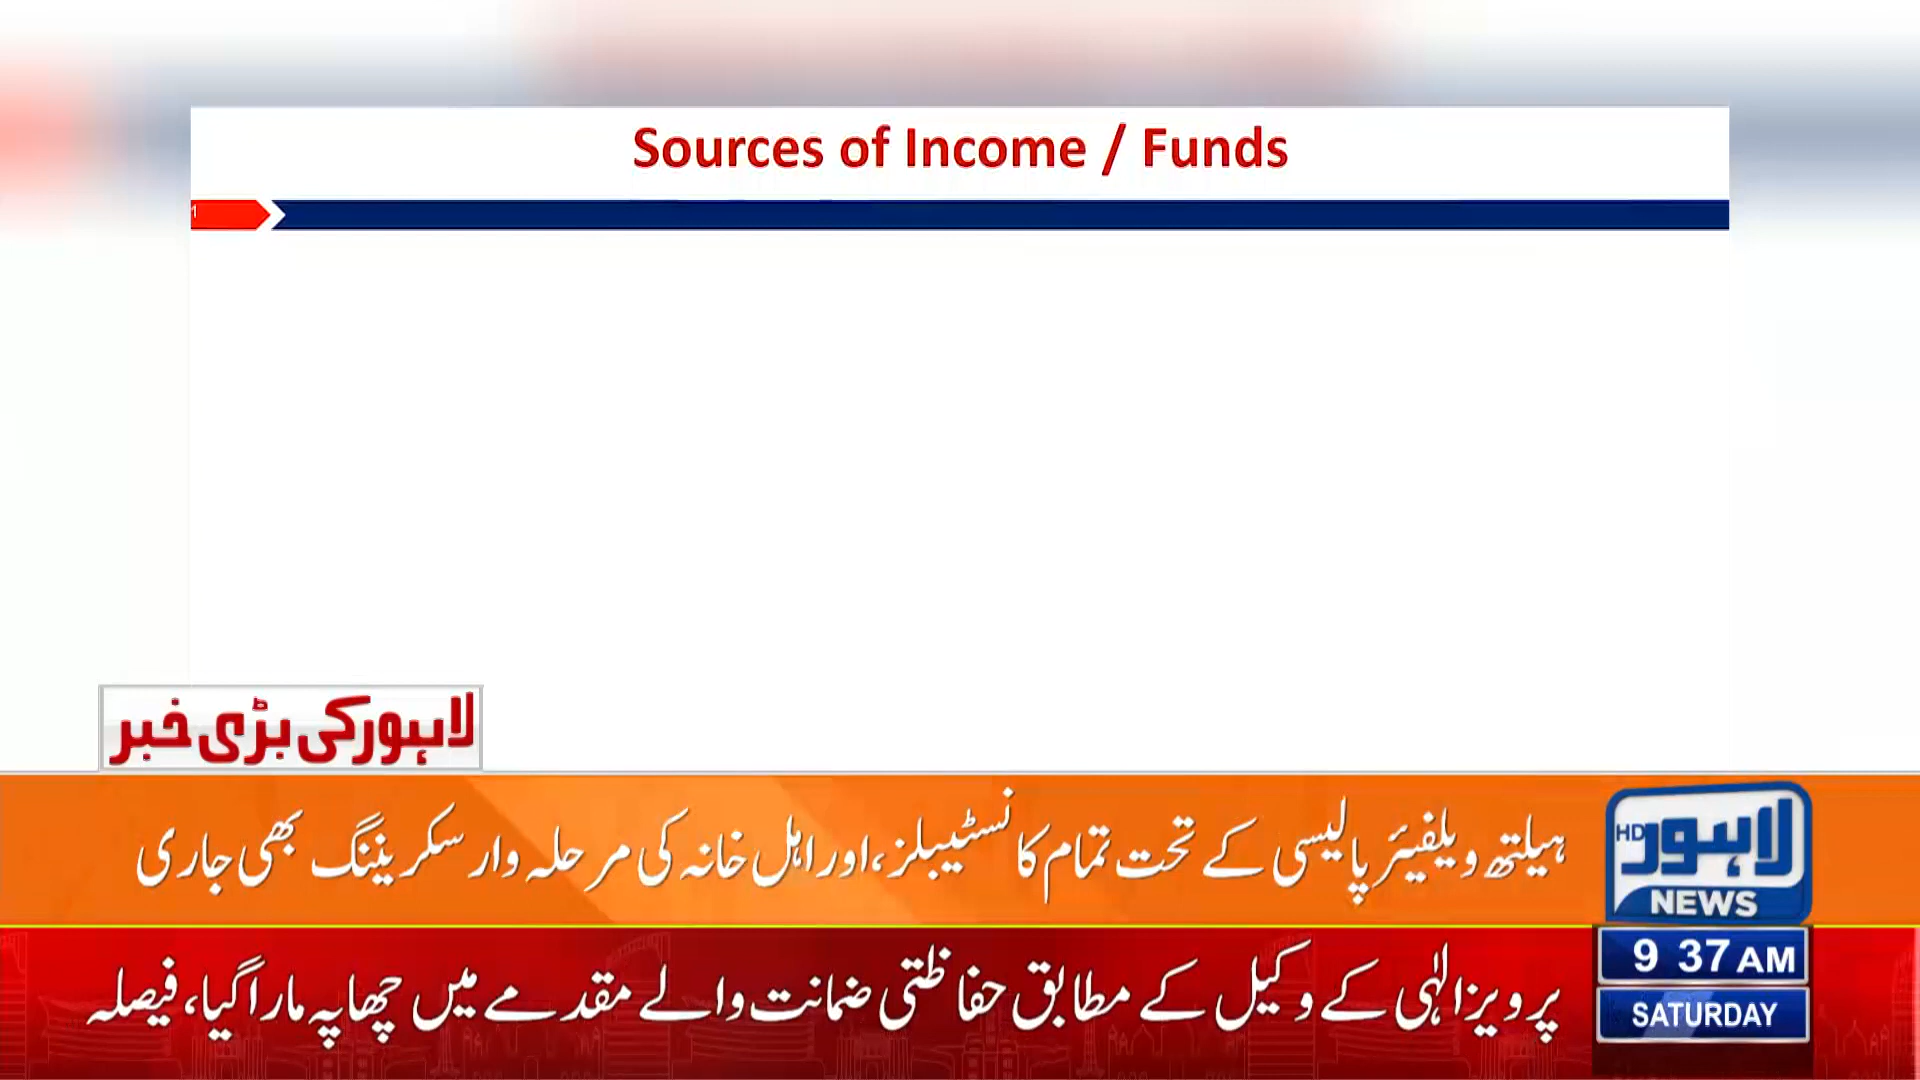 Sources of Income / Funds
لاہور کی بڑی خبر
ہیلتھ ویلفیئر پالیسی کے تحت تمام کانسٹیبلز، اور اہل خانہ کی مرحلہ وار سکریننگ بھی جاری
لاہور HD
NEWS
پرویز الٰہی کے وکیل کے مطابق حفاظتی ضمانت والے مقدمے میں چھاپہ مارا گیا، فیصلہ
9 37 AM
SATURDAY